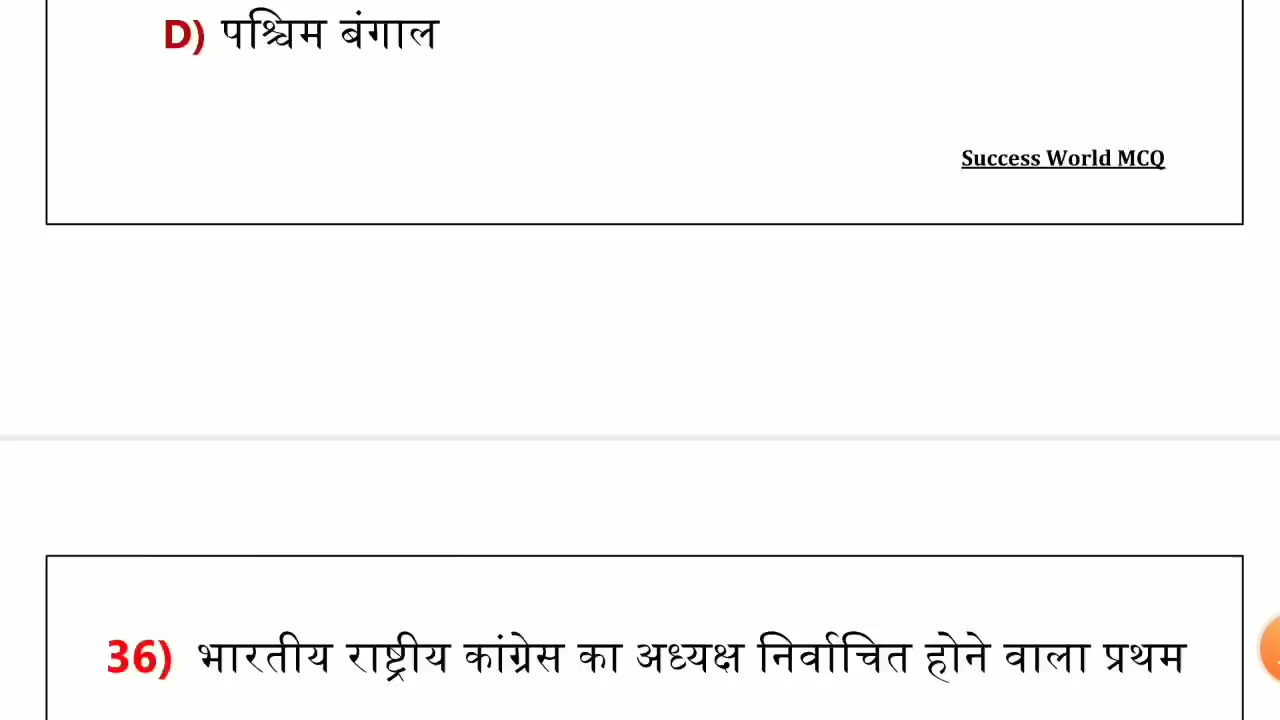 D) पश्चिम बंगाल
Success World MCQ
36) भारतीय राष्ट्रीय कांग्रेस का अध्यक्ष निर्वाचित होने वाला प्रथम